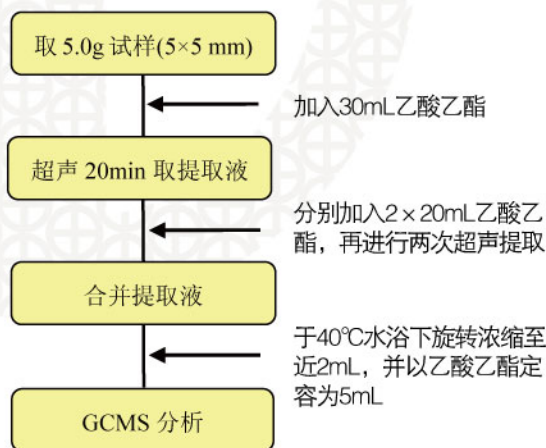 取 5.0g 试样(5×5 mm)
加入30mL乙酸乙酯
超声 20min 取提取液
分别加入2×20mL乙酸乙
酯，再进行两次超声提取
合并提取液
于40℃水浴下旋转浓缩至
近2mL，并以乙酸乙酯定
容为5mL
GCMS 分析